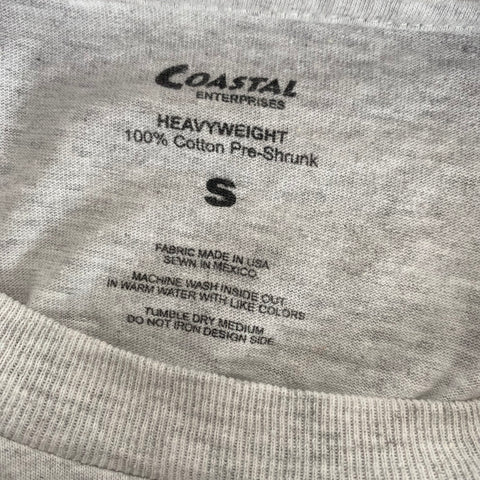 COASTAL
ENTERPRISES
HEAVYWEIGHT
100% Cotton Pre-Shrunk
S
FABRIC MADE IN USA
SEWN IN MEXICO
MACHINE WASH INSIDE OUT
IN WARM WATER WITH LIKE COLORS
TUMBLE DRY MEDIUM
DO NOT IRON DESIGN SIDE